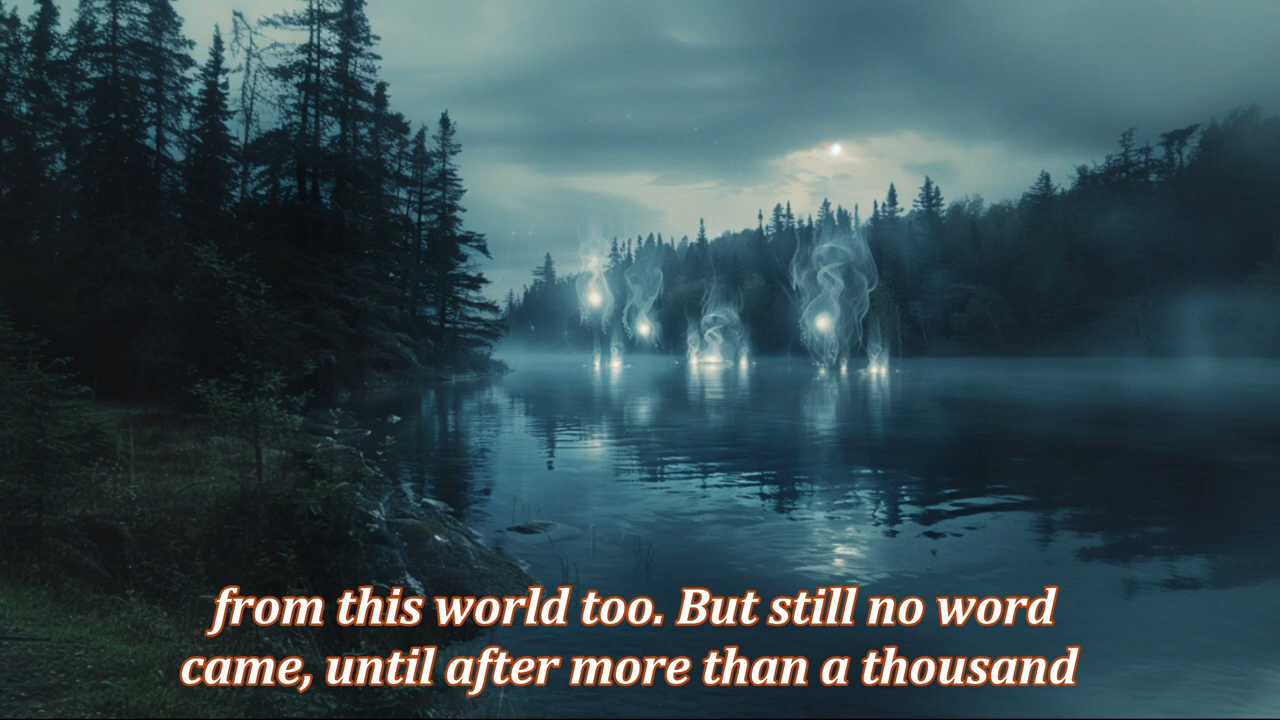 from this world too. But still no word
came, until after more than a thousand